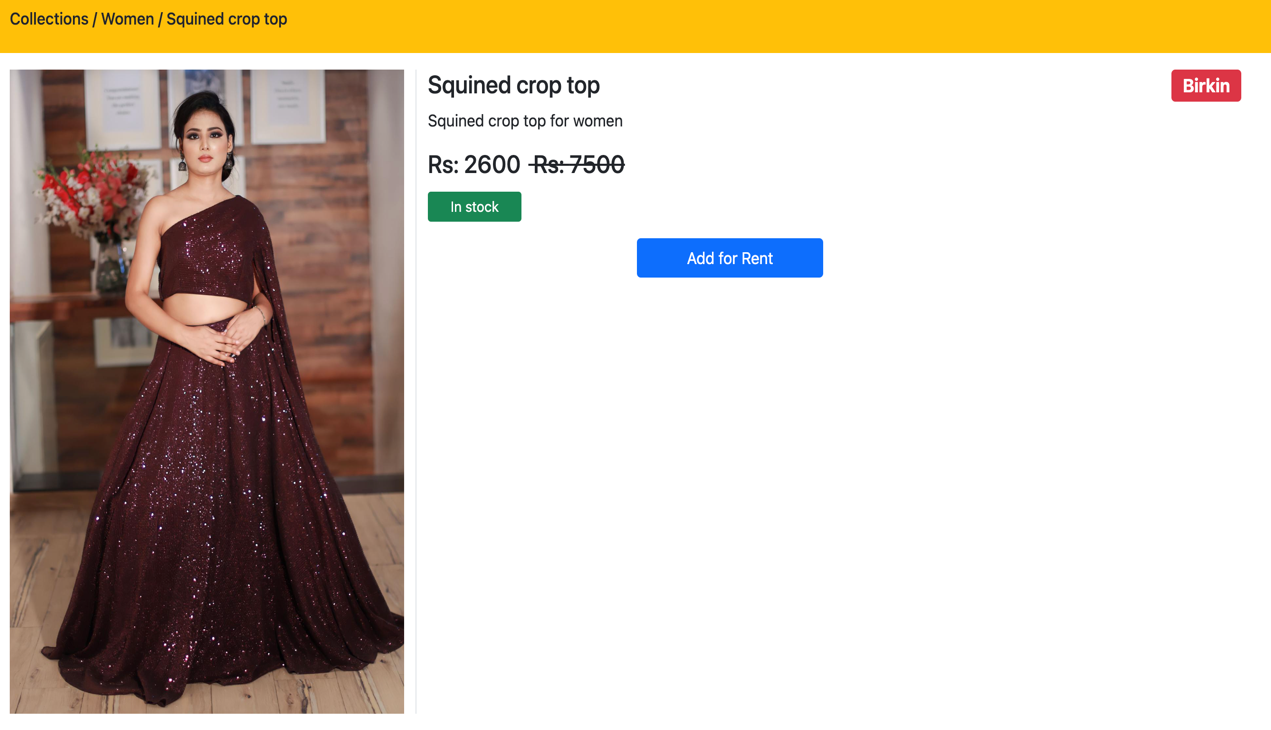 Collections / Women / Squined crop top
Squined crop top
Birkin
Squined crop top for women
Rs: 2600 Rs: 7500
In stock
Add for Rent